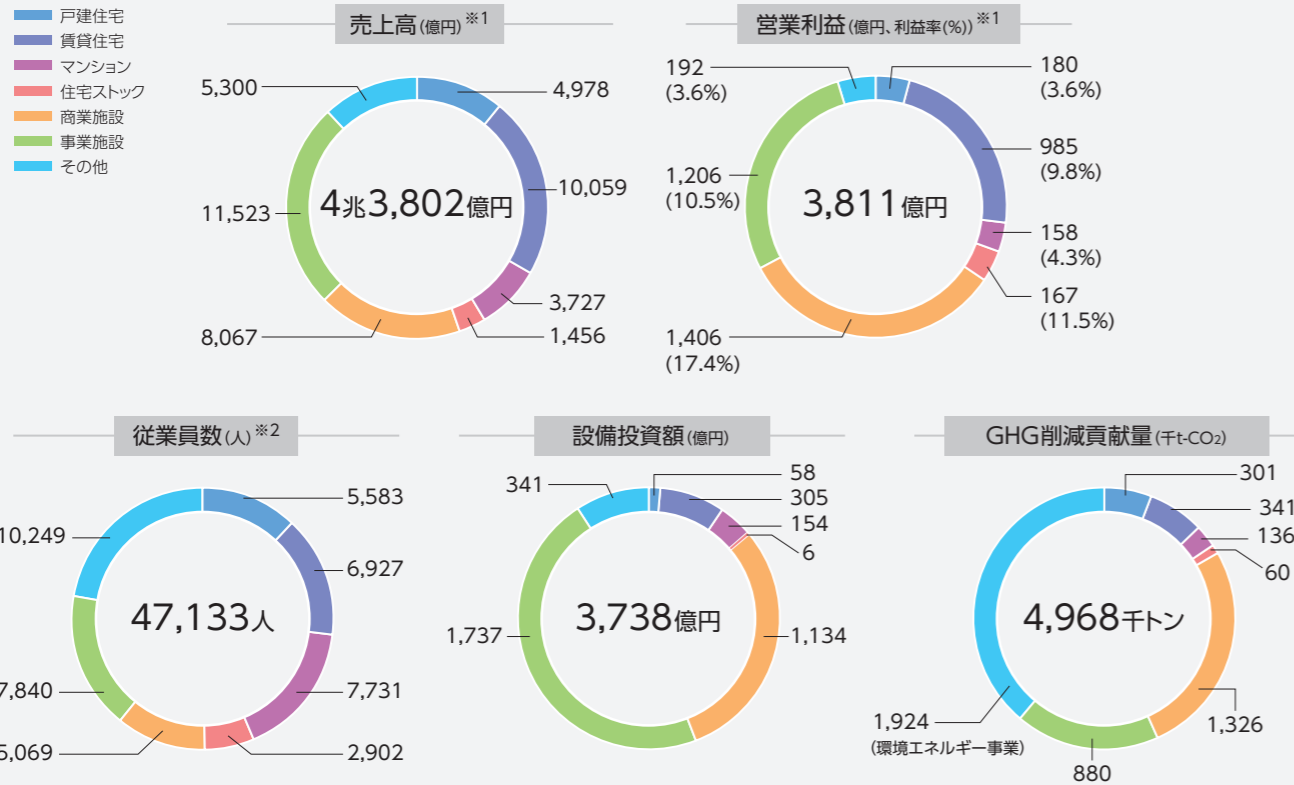 戸建住宅
賃貸住宅
マンション
住宅ストック
商業施設
事業施設
その他
売上高(億円)※1
5,300
4,978
10,059
11,523
4兆3,802億円
3,727
1,456
8,067
営業利益(億円、利益率(%))※1
192
(3.6%)
180
(3.6%)
985
(9.8%)
1,206
(10.5%)
3,811億円
158
(4.3%)
167
(11.5%)
1,406
(17.4%)
従業員数(人)※2
5,583
10,249
6,927
47,133人
7,840
7,731
5,069
2,902
設備投資額(億円)
341
58
305
154
6
3,738億円
1,737
1,134
GHG削減貢献量(千t-CO₂)
301
341
136
60
4,968千トン
1,924
(環境エネルギー事業)
1,326
880